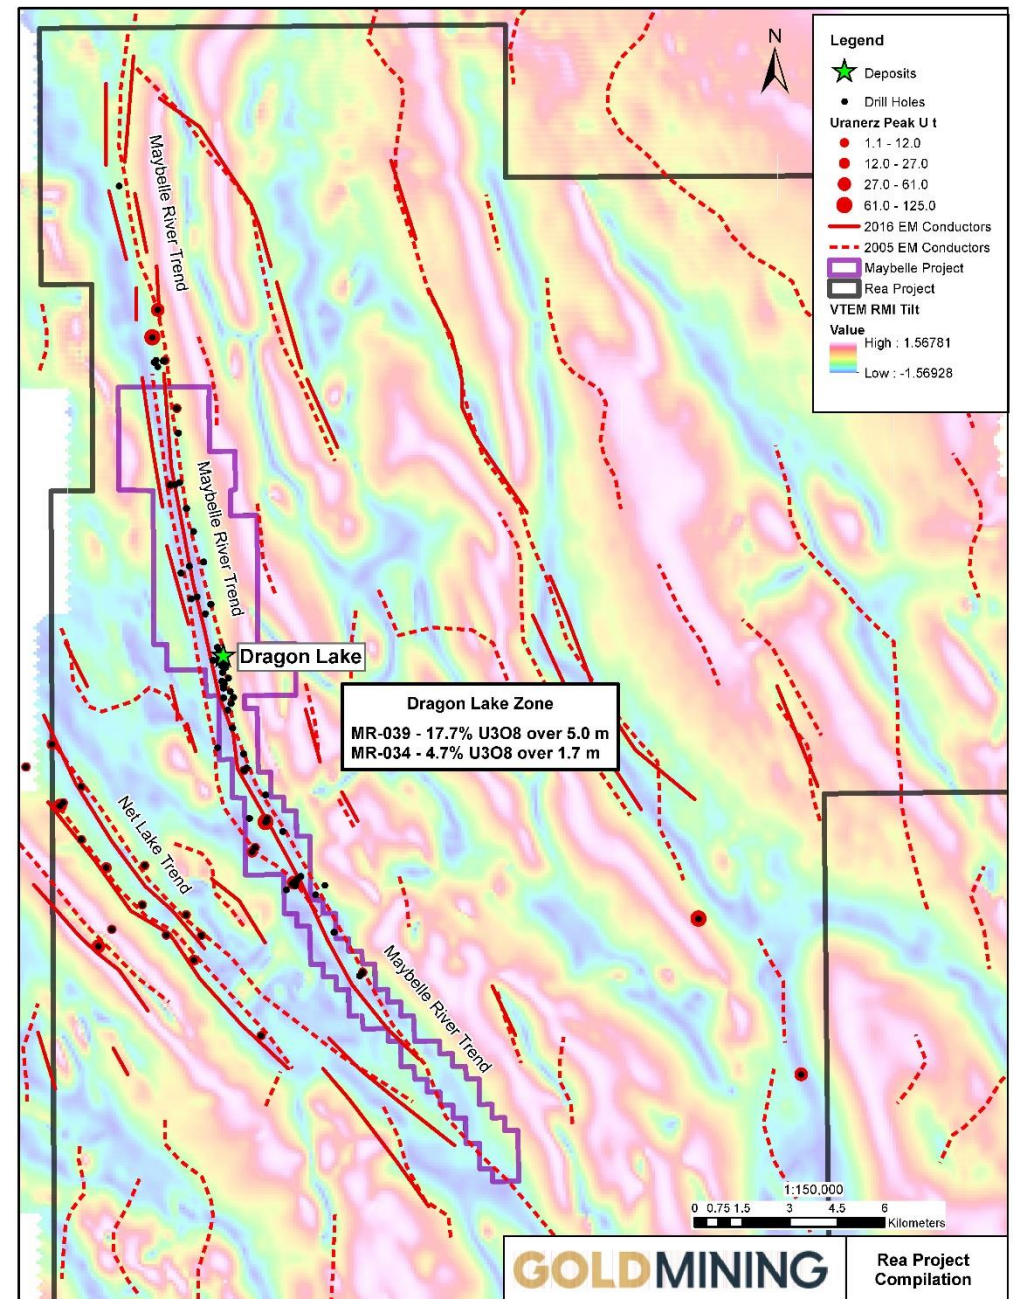 N
Legend
Deposits
Drill Holes
Uranerz Peak U t
1.1 - 12.0
12.0 - 27.0
27.0 - 61.0
61.0 - 125.0
2016 EM Conductors
2005 EM Conductors
Maybelle Project
Rea Project
VTEM RMI Tilt
Value
High : 1.56781
Low : -1.56928
Maybelle River Trend
Maybelle River Trend
Dragon Lake
Dragon Lake Zone
MR-039 - 17.7% U3O8 over 5.0 m
MR-034 - 4.7% U3O8 over 1.7 m
Net Lake Trend
Maybelle River Trend
1:150,000
0 0.75 1.5 3 4.5 6
Kilometers
GOLDMINING
Rea Project
Compilation